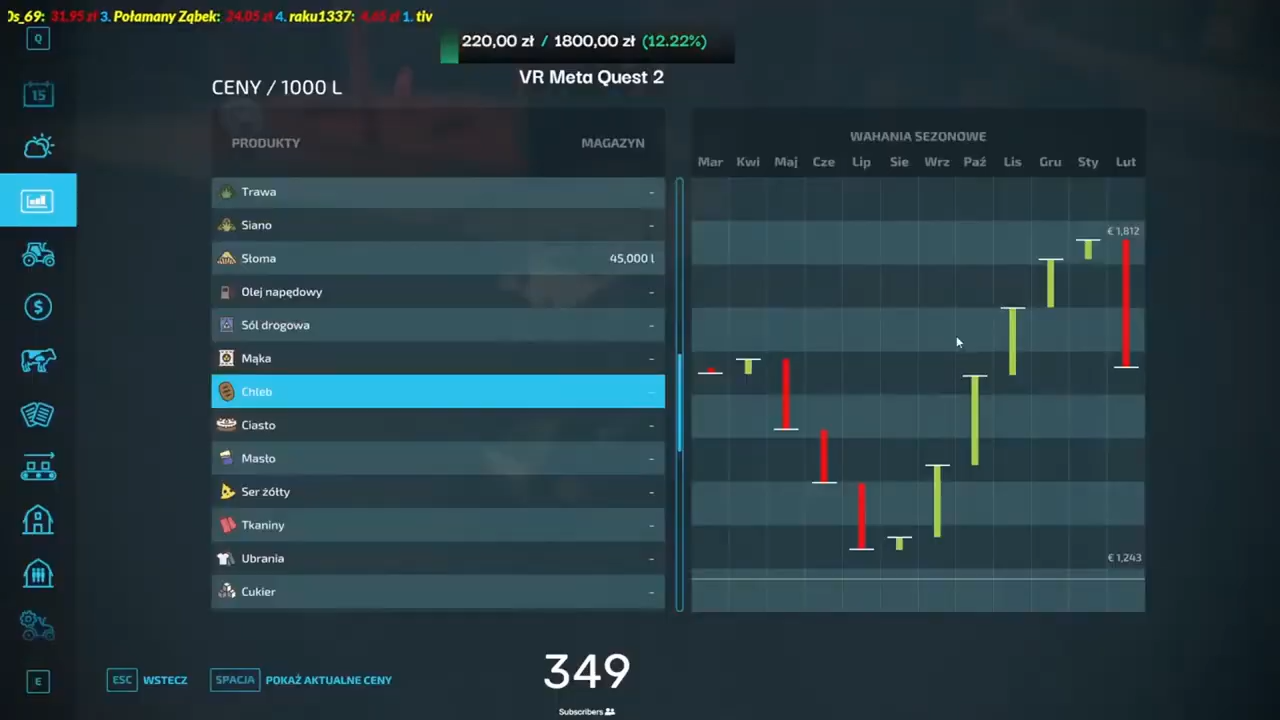 Os_69: 31.95 zł 3. Połamany Ząbek: 24.05 zł 4. raku1337: 4.65 zł 1. tiv
Q
220,00 zł / 1800,00 zł (12.22%)
VR Meta Quest 2
CENY / 1000 L
15
PRODUKTY MAGAZYN
WAHANIA SEZONOWE
Mar Kwi Maj Cze Lip Sie Wrz Paź Lis Gru Sty Lut
Trawa -
Siano -
Słoma 45,000 l
Olej napędowy -
Sól drogowa -
Mąka -
Chleb -
Ciasto -
Masło -
Ser żółty -
Tkaniny -
Ubrania -
Cukier -
€ 1,812
€ 1,243
E
ESC WSTECZ SPACJA POKAŻ AKTUALNE CENY
349
Subscribers